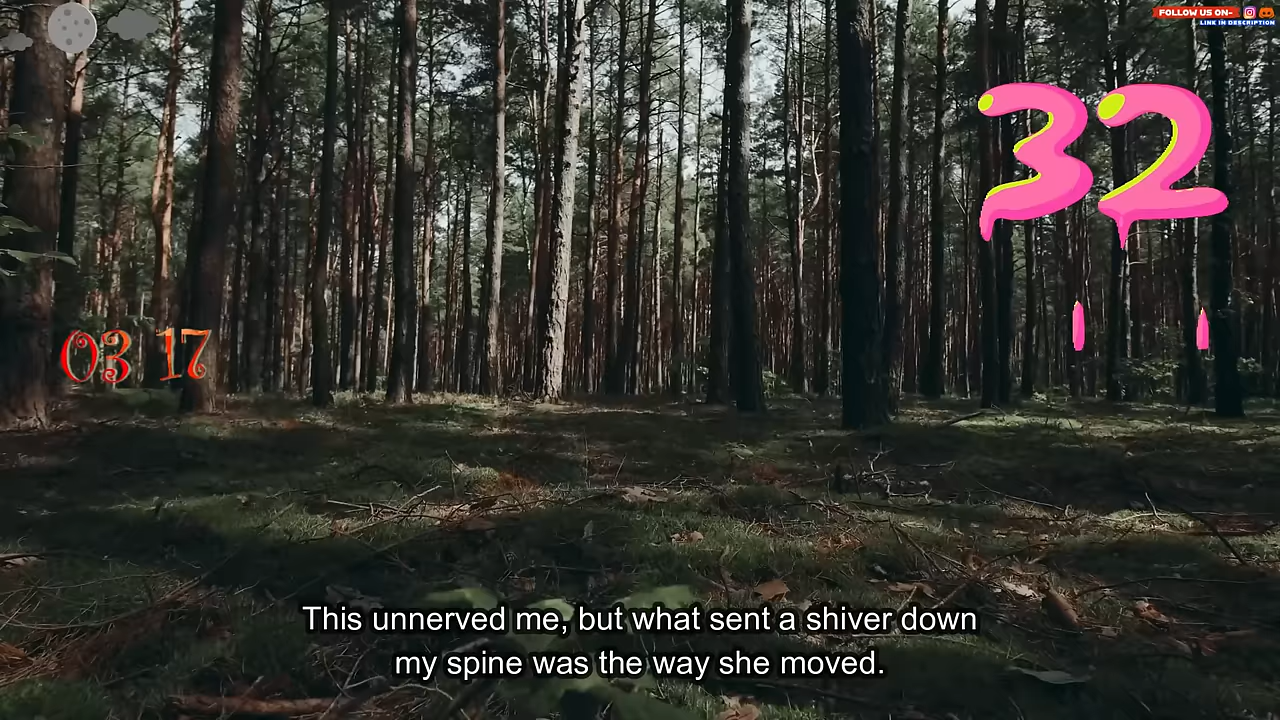 FOLLOW US ON-
LINK IN DESCRIPTION
32
03 17
This unnerved me, but what sent a shiver down
my spine was the way she moved.